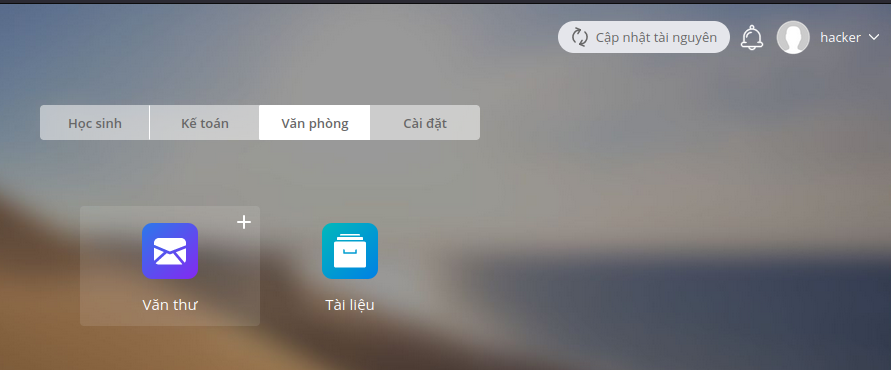 Cập nhật tài nguyên hacker
Học sinh Kế toán Văn phòng Cài đặt
Văn thư Tài liệu